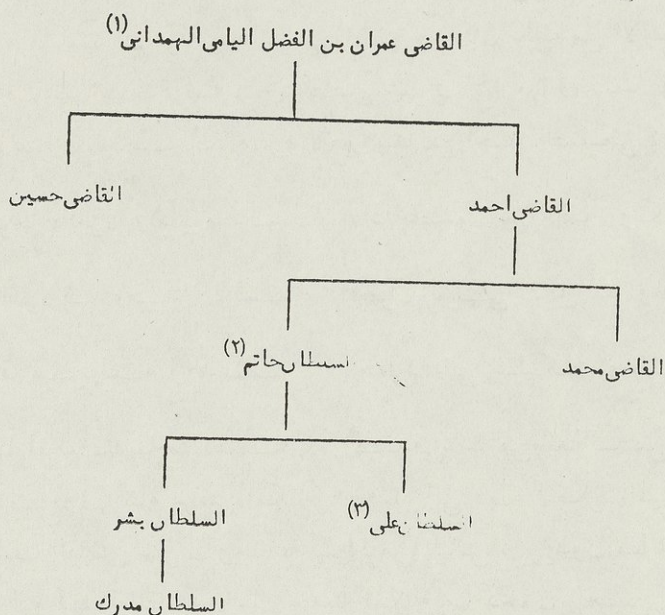 القاضى عمران بن الفضل اليامى الهمدانى (١)
القاضى احمد
القاضى حسين
القاضى محمد
السلطان حاتم (٢)
السلطان على (٣)
السلطان بشر
السلطان مدرك